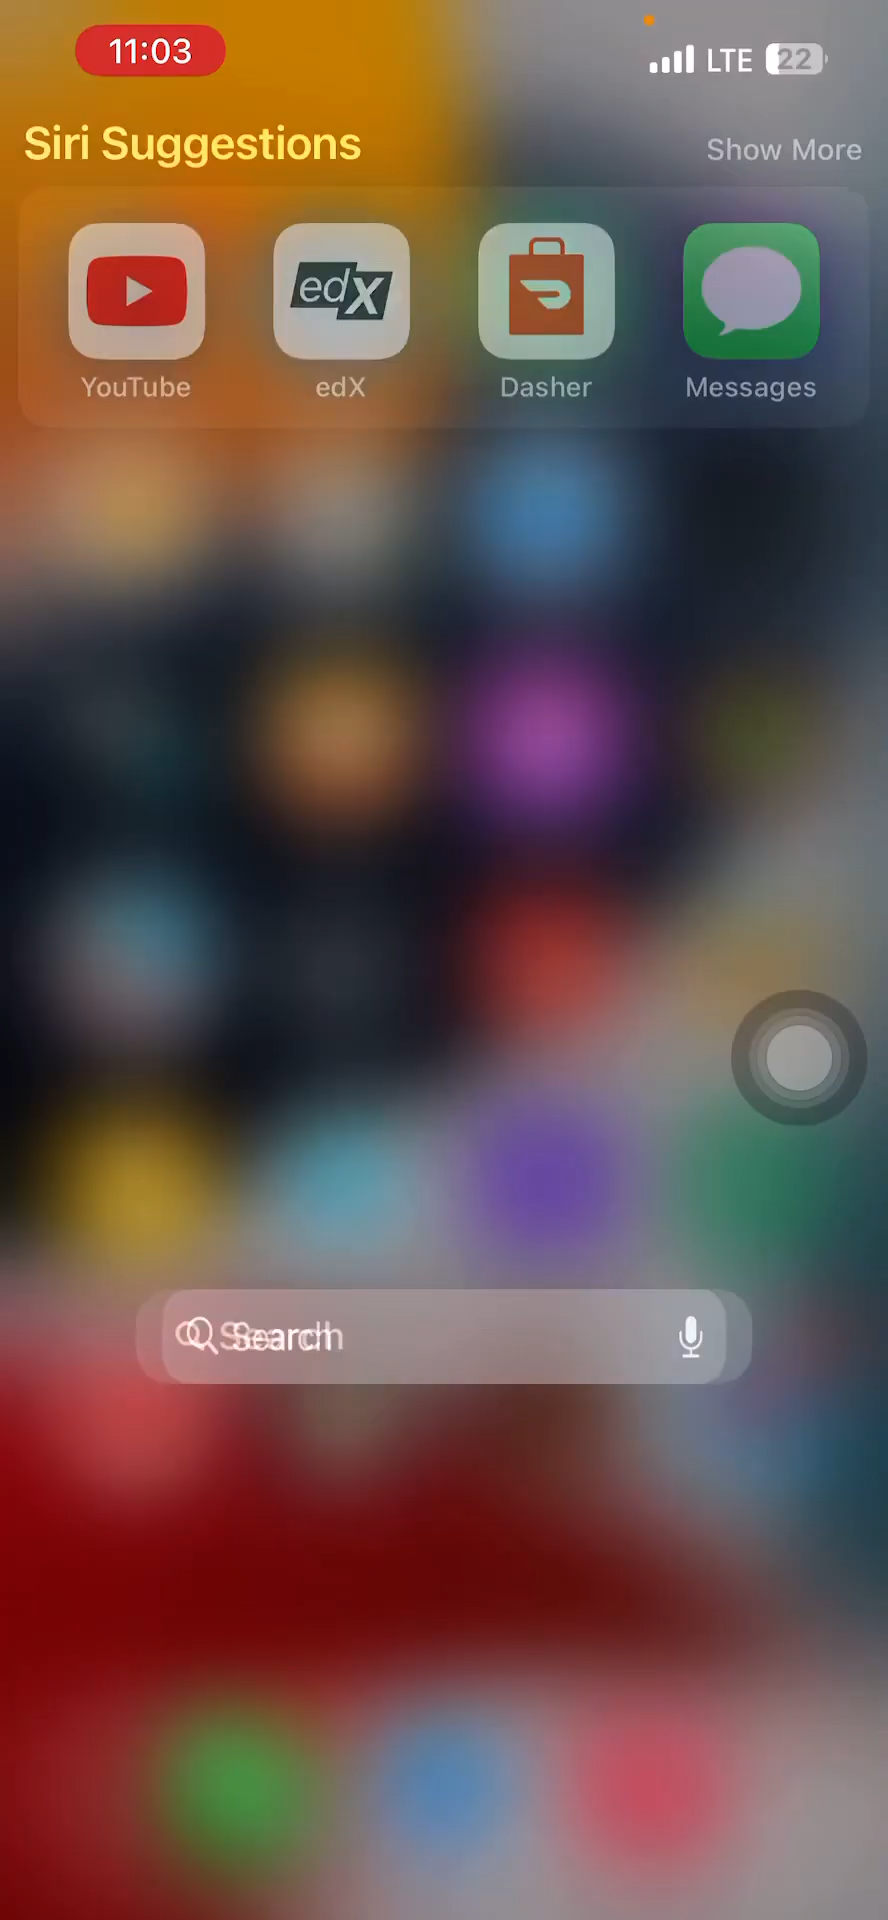 11:03
LTE 22
Siri Suggestions
Show More
edX
YouTube
edX
Dasher
Messages
Search